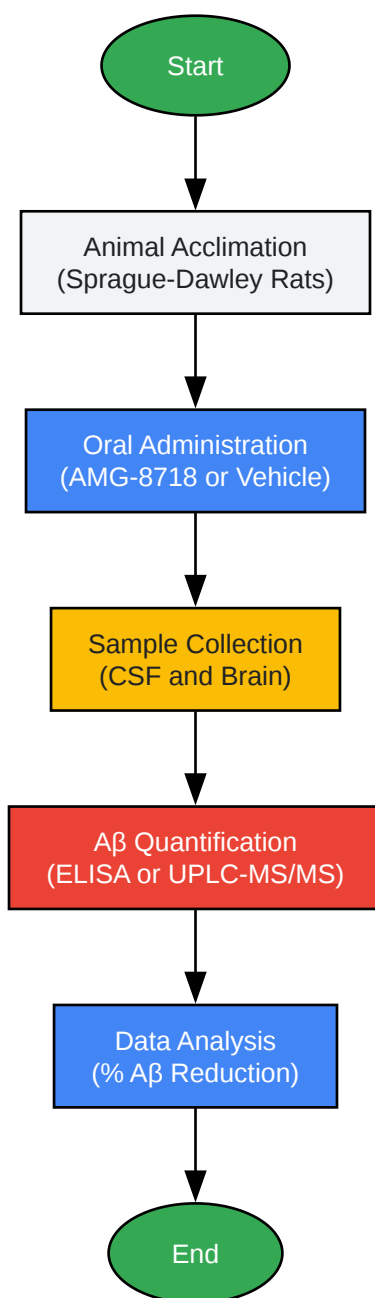 Start
Animal Acclimation
(Sprague-Dawley Rats)
Oral Administration
(AMG-8718 or Vehicle)
Sample Collection
(CSF and Brain)
Aβ Quantification
(ELISA or UPLC-MS/MS)
Data Analysis
(% Aβ Reduction)
End